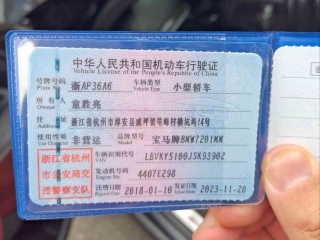 中华人民共和国机动车行驶证
Vehicle License of the People's Republic of China
号牌号码 浙AP36A6 车辆类型 小型轿车
Plate No. Vehicle Type
所有人 童胜亮
Owner
住址 浙江省杭州市淳安县威坪镇笔峰村横坑路14号
Address
使用性质 非营运 品牌型号 宝马牌BMW7201MM
Model
浙江省杭州市公安局交通警察支队
车辆识别代号 LBVKY5100JSK93902
VIN
发动机号码 4407EZ98
Engine No.
注册日期 2018-01-10 发证日期 2023-11-20
Register Date Issue Date